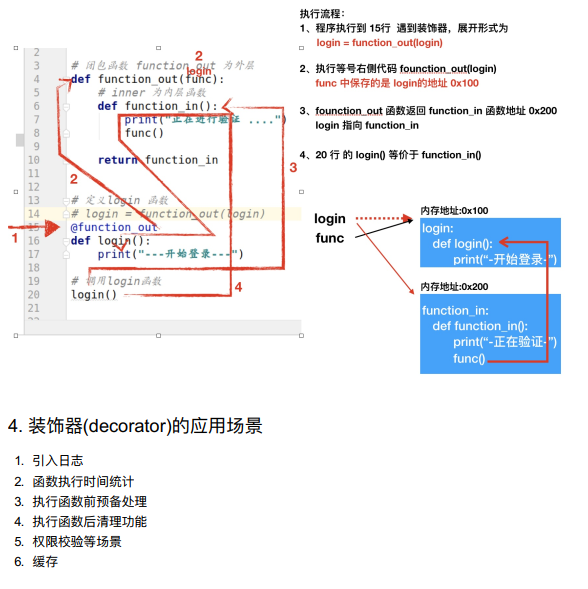 执行流程：
1、程序执行到 15行  遇到装饰器，展开形式为
login = function_out(login)
2、执行等号右侧代码 founction_out(login)
func 中保存的是 login的地址 0x100
3、founction_out 函数返回 function_in 函数地址 0x200
login 指向 function_in
4、20 行 的 login() 等价于 function_in()
2
login
2
3 # 闭包函数 function_out 为外层
4 def function_out(func):
5 # inner 为内层函数
6 def function_in():
7 print("正在进行验证 ....")
8 func()
9
10 return function_in
11
12
13 # 定义login 函数
14 # login = function_out(login)
15 @function_out
16 def login():
17 print("---开始登录---")
18
19 # 调用login函数
20 login()
21
22
1
2
3
4
login
func
内存地址:0x100
login:
def login():
print("-开始登录-")
内存地址:0x200
function_in:
def function_in():
print("-正在验证-")
func()
4. 装饰器(decorator)的应用场景
1. 引入日志
2. 函数执行时间统计
3. 执行函数前预备处理
4. 执行函数后清理功能
5. 权限校验等场景
6. 缓存